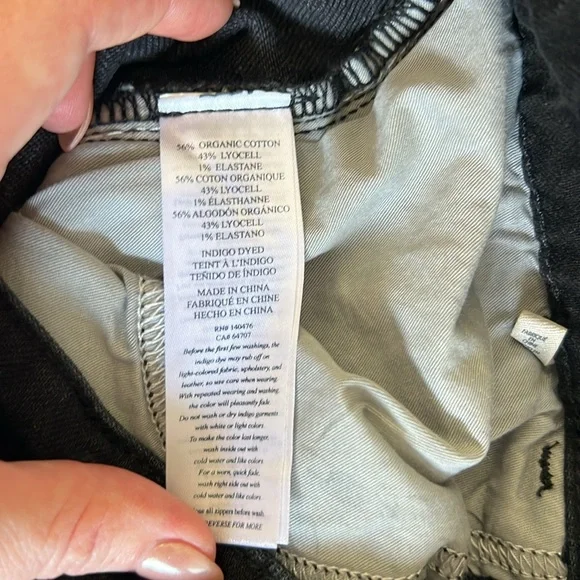 56% ORGANIC COTTON
43% LYOCELL
1% ELASTANE
56% COTON ORGANIQUE
43% LYOCELL
1% ÉLASTHANNE
56% ALGODÓN ORGÁNICO
43% LYOCELL
1% ELASTANO
INDIGO DYED
TEINT À L'INDIGO
TEÑIDO DE INDIGO
MADE IN CHINA
FABRIQUÉ EN CHINE
HECHO EN CHINA
RN# 140476
CA# 64707
Before the first few washings, the
indigo dye may rub off on
light-colored fabric, upholstery, and
leather, so use care when wearing.
With repeated wearing and washing,
the color will pleasantly fade.
Do not wash or dry indigo garments
with white or light colors.
To make the color last longer,
wash inside out with
cold water and like colors.
For a worn, quick fade,
wash right side out with
cold water and like colors.
all zippers before wash.
REVERSE FOR MORE
FABRIQUÉ
EN